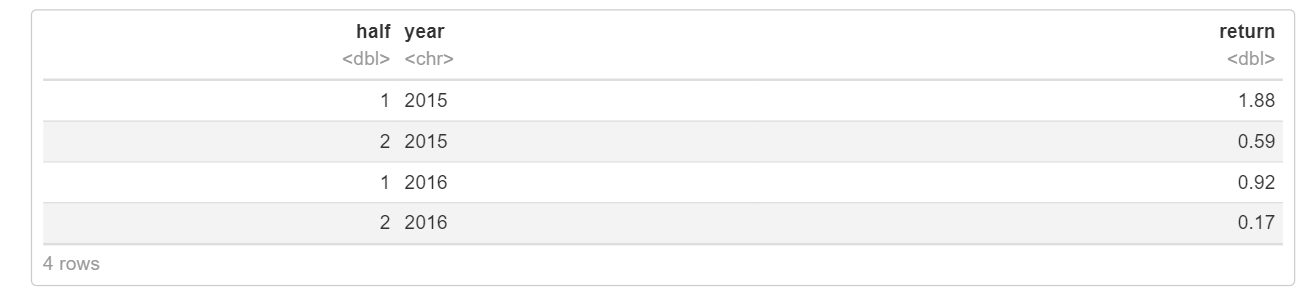 half year return
<dbl> <chr> <dbl>
1 2015 1.88
2 2015 0.59
1 2016 0.92
2 2016 0.17
4 rows